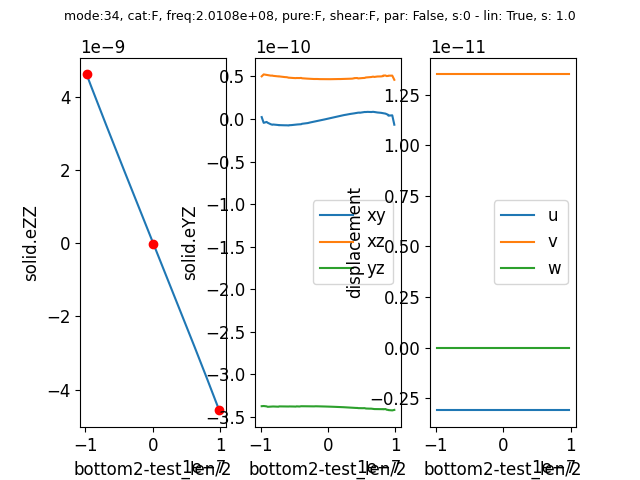 mode:34, cat:F, freq:2.0108e+08, pure:F, shear:F, par: False, s:0 - lin: True, s: 1.0
1e−9
1e−10
1e−11
solid.eZZ
4
2
0
−2
−4
−1
0
1
1e−7
bottom2-test_len/2
solid.eYZ
0.5
0.0
−0.5
−1.0
−1.5
−2.0
−2.5
−3.0
−3.5
xy
xz
yz
−1
0
1
1e−7
bottom2-test_len/2
displacement
1.25
1.00
0.75
0.50
0.25
0.00
−0.25
u
v
w
−1
0
1
1e−7
bottom2-test_len/2